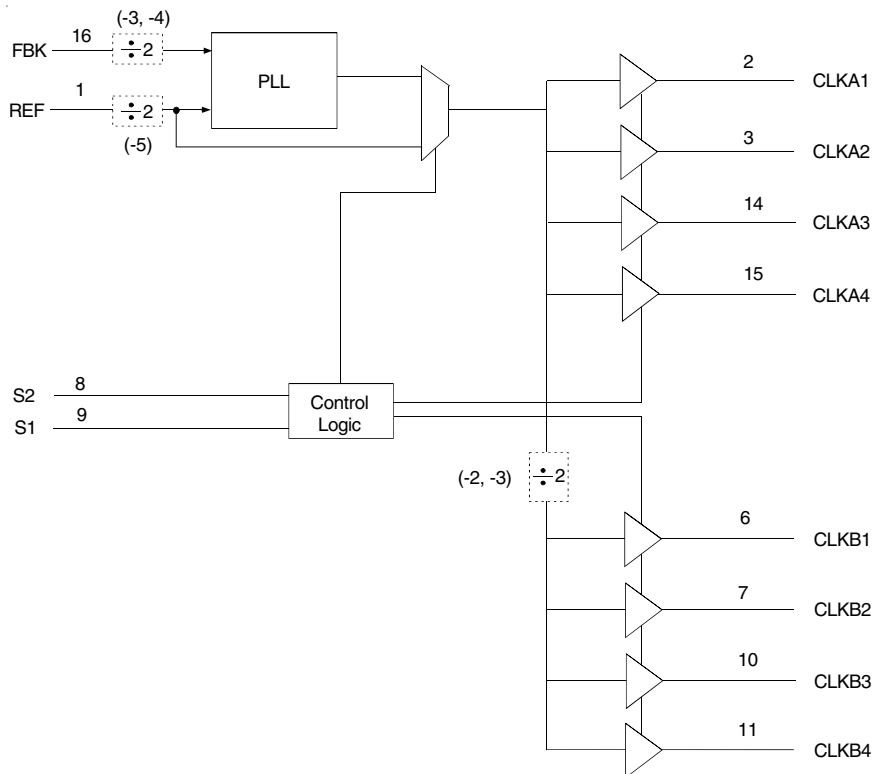 (-3, -4)
FBK 16 ÷2
PLL
REF 1 ÷2
(-5)
2 CLKA1
3 CLKA2
14 CLKA3
15 CLKA4
S2 8
S1 9
Control
Logic
(-2, -3) ÷2
6 CLKB1
7 CLKB2
10 CLKB3
11 CLKB4